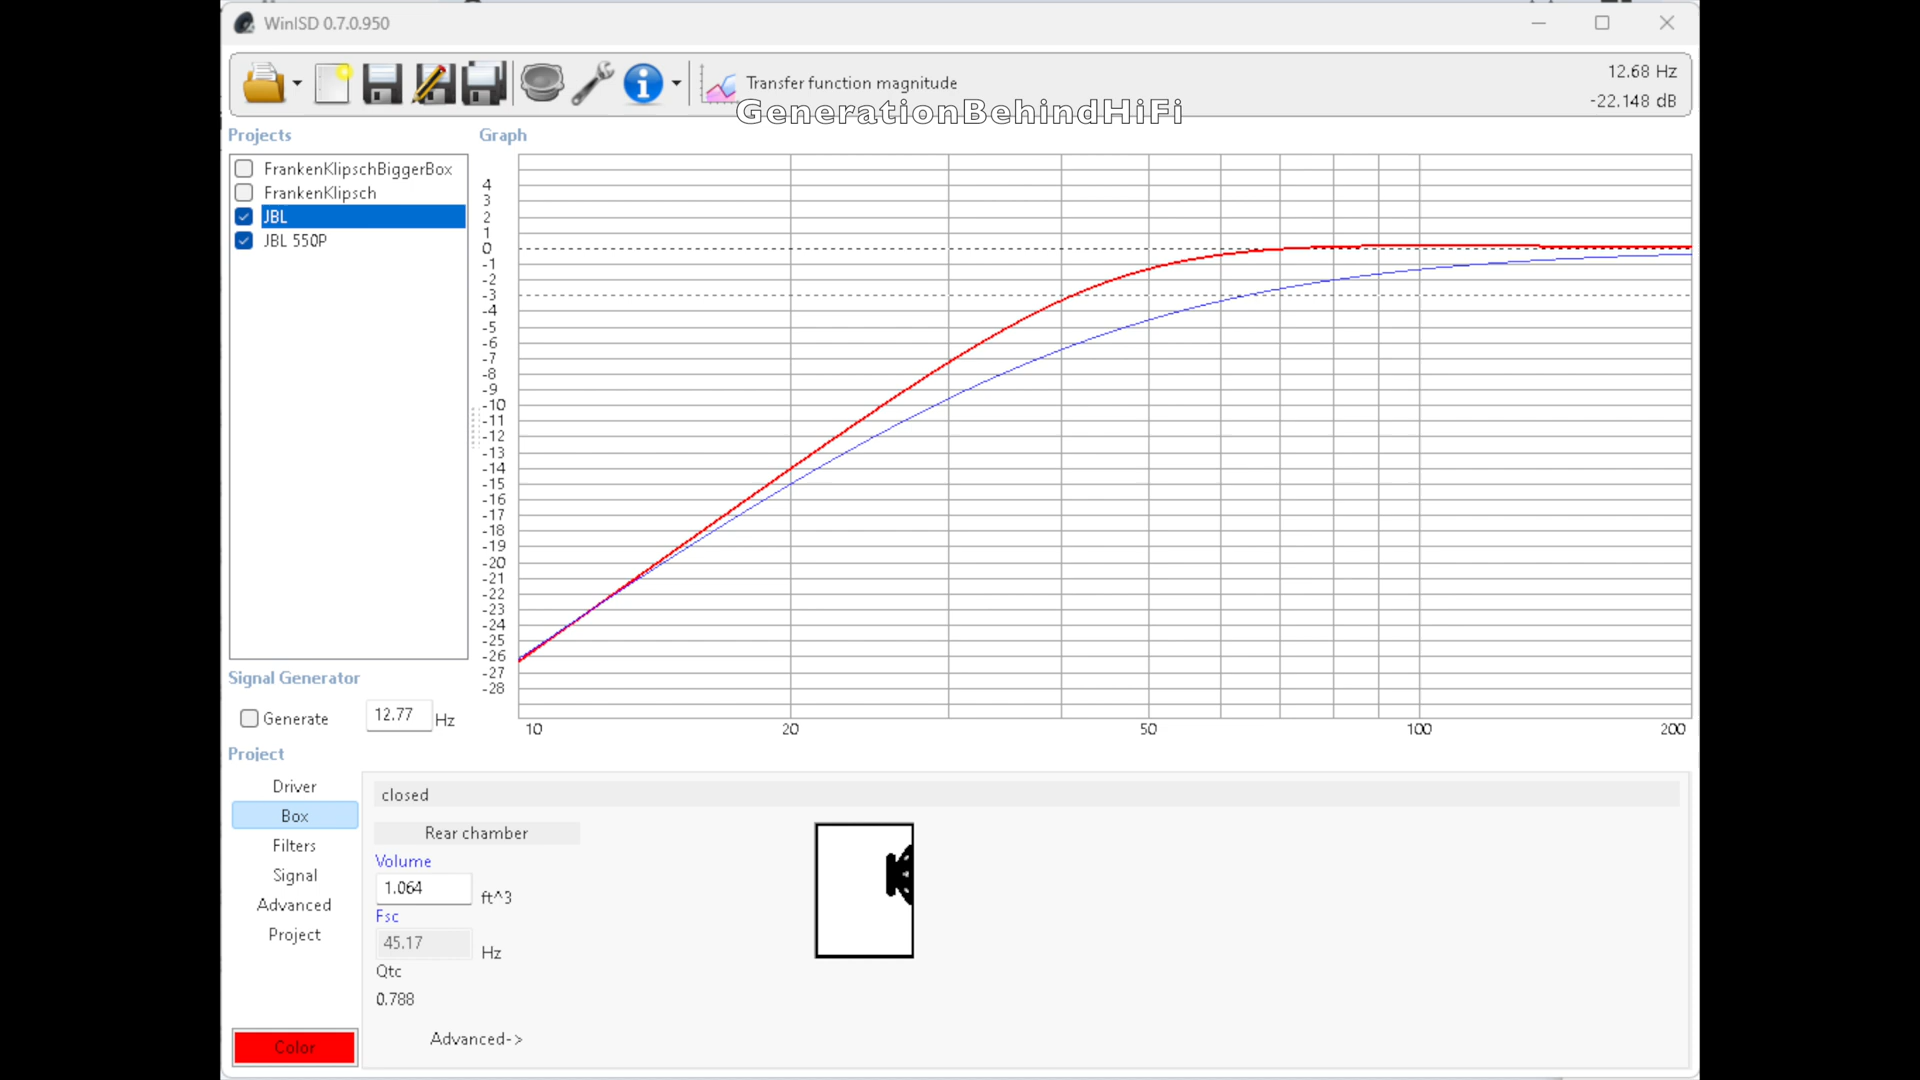 WinISD 0.7.0.950
Transfer function magnitude
12.68 Hz
-22.148 dB
GenerationBehindHiFi
Projects
Graph
FrankenKlipschBiggerBox
FrankenKlipsch
JBL
JBL 550P
4
3
2
1
0
-1
-2
-3
-4
-5
-6
-7
-8
-9
-10
-11
-12
-13
-14
-15
-16
-17
-18
-19
-20
-21
-22
-23
-24
-25
-26
-27
-28
10 20 50 100 200
Signal Generator
Generate 12.77 Hz
Project
Driver
Box
Filters
Signal
Advanced
Project
Color
closed
Rear chamber
Volume
1.064 ft^3
Fsc
45.17 Hz
Qtc
0.788
Advanced->